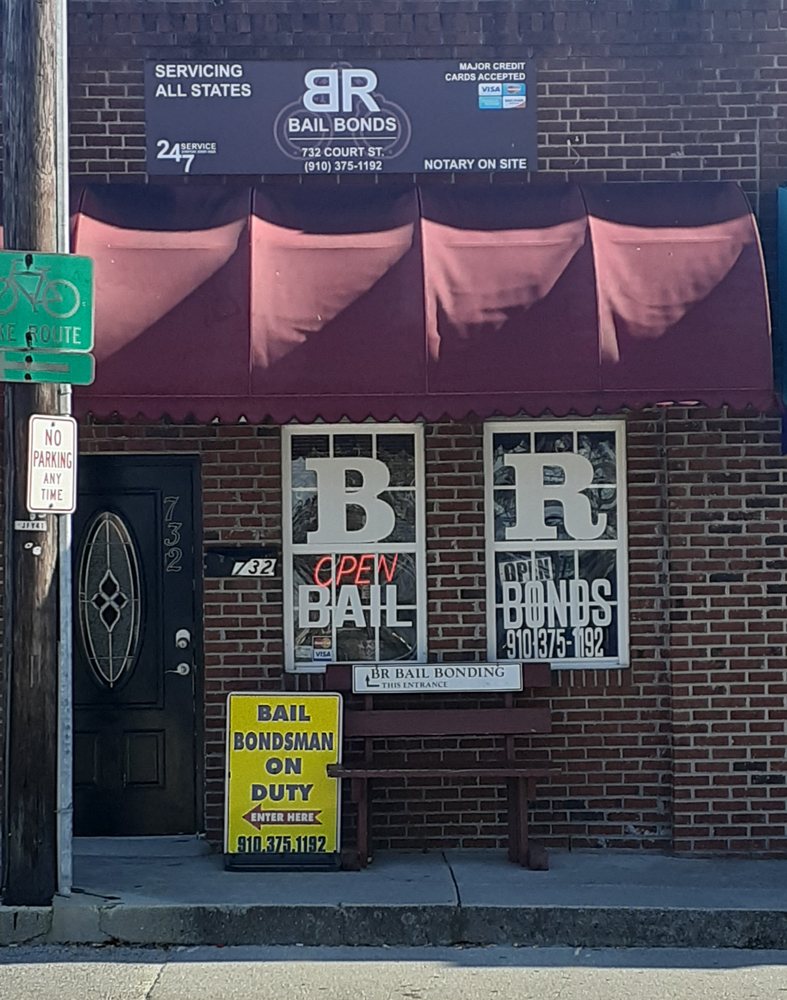 SERVICING
ALL STATES
BR
BAIL BONDS
732 COURT ST.
(910) 375-1192
MAJOR CREDIT
CARDS ACCEPTED
VISA
24
7
SERVICE
NOTARY ON SITE
ROUTE
NO
PARKING
ANY
TIME
732
732
B
OPEN
BAIL
VISA
R
OPEN
BONDS
910-375-1192
BR BAIL BONDING
THIS ENTRANCE
BAIL
BONDSMAN
ON
DUTY
ENTER HERE
910.375.1192